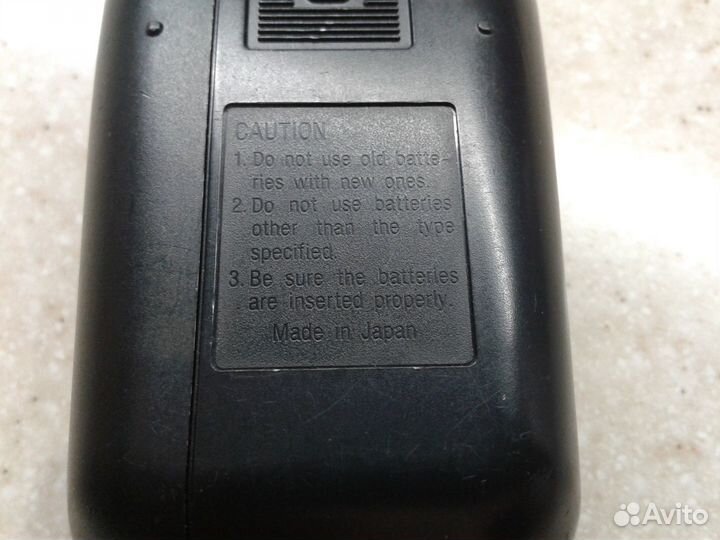 CAUTION
1. Do not use old batte-
ries with new ones.
2. Do not use batteries
other than the type
specified.
3. Be sure the batteries
are inserted properly.
Made in Japan
Avito